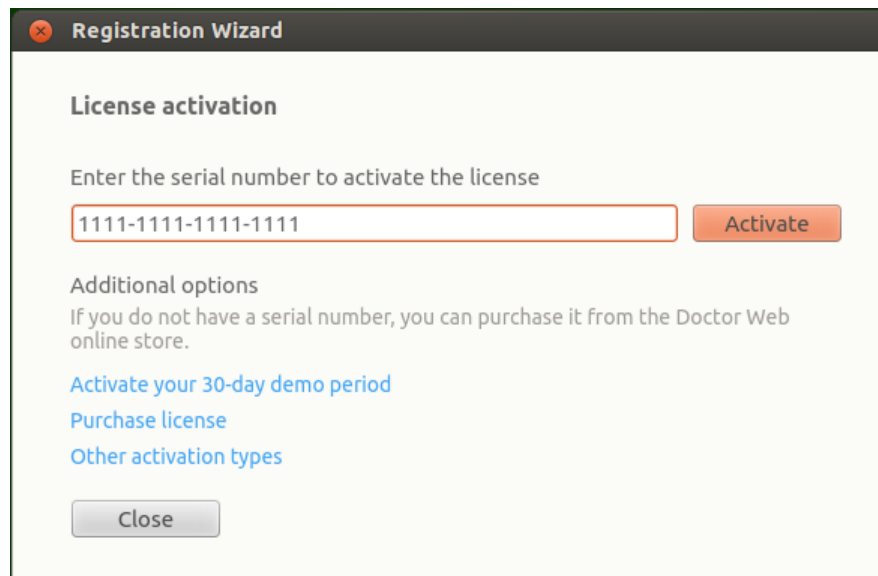 Registration Wizard
License activation
Enter the serial number to activate the license
1111-1111-1111-1111
Activate
Additional options
If you do not have a serial number, you can purchase it from the Doctor Web
online store.
Activate your 30-day demo period
Purchase license
Other activation types
Close